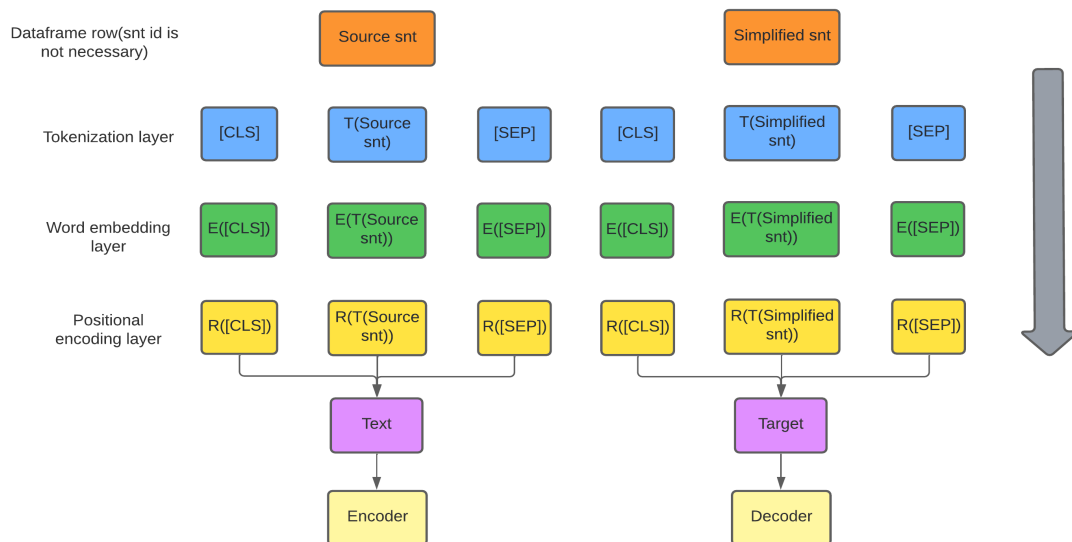 Dataframe row(snt id is
not necessary)
Source snt
Simplified snt
Tokenization layer
[CLS]
T(Source
snt)
[SEP]
[CLS]
T(Simplified
snt)
[SEP]
Word embedding
layer
E([CLS])
E(T(Source
snt))
E([SEP])
E([CLS])
E(T(Simplified
snt))
E([SEP])
Positional
encoding layer
R([CLS])
R(T(Source
snt))
R([SEP])
R([CLS])
R(T(Simplified
snt))
R([SEP])
Text
Target
Encoder
Decoder